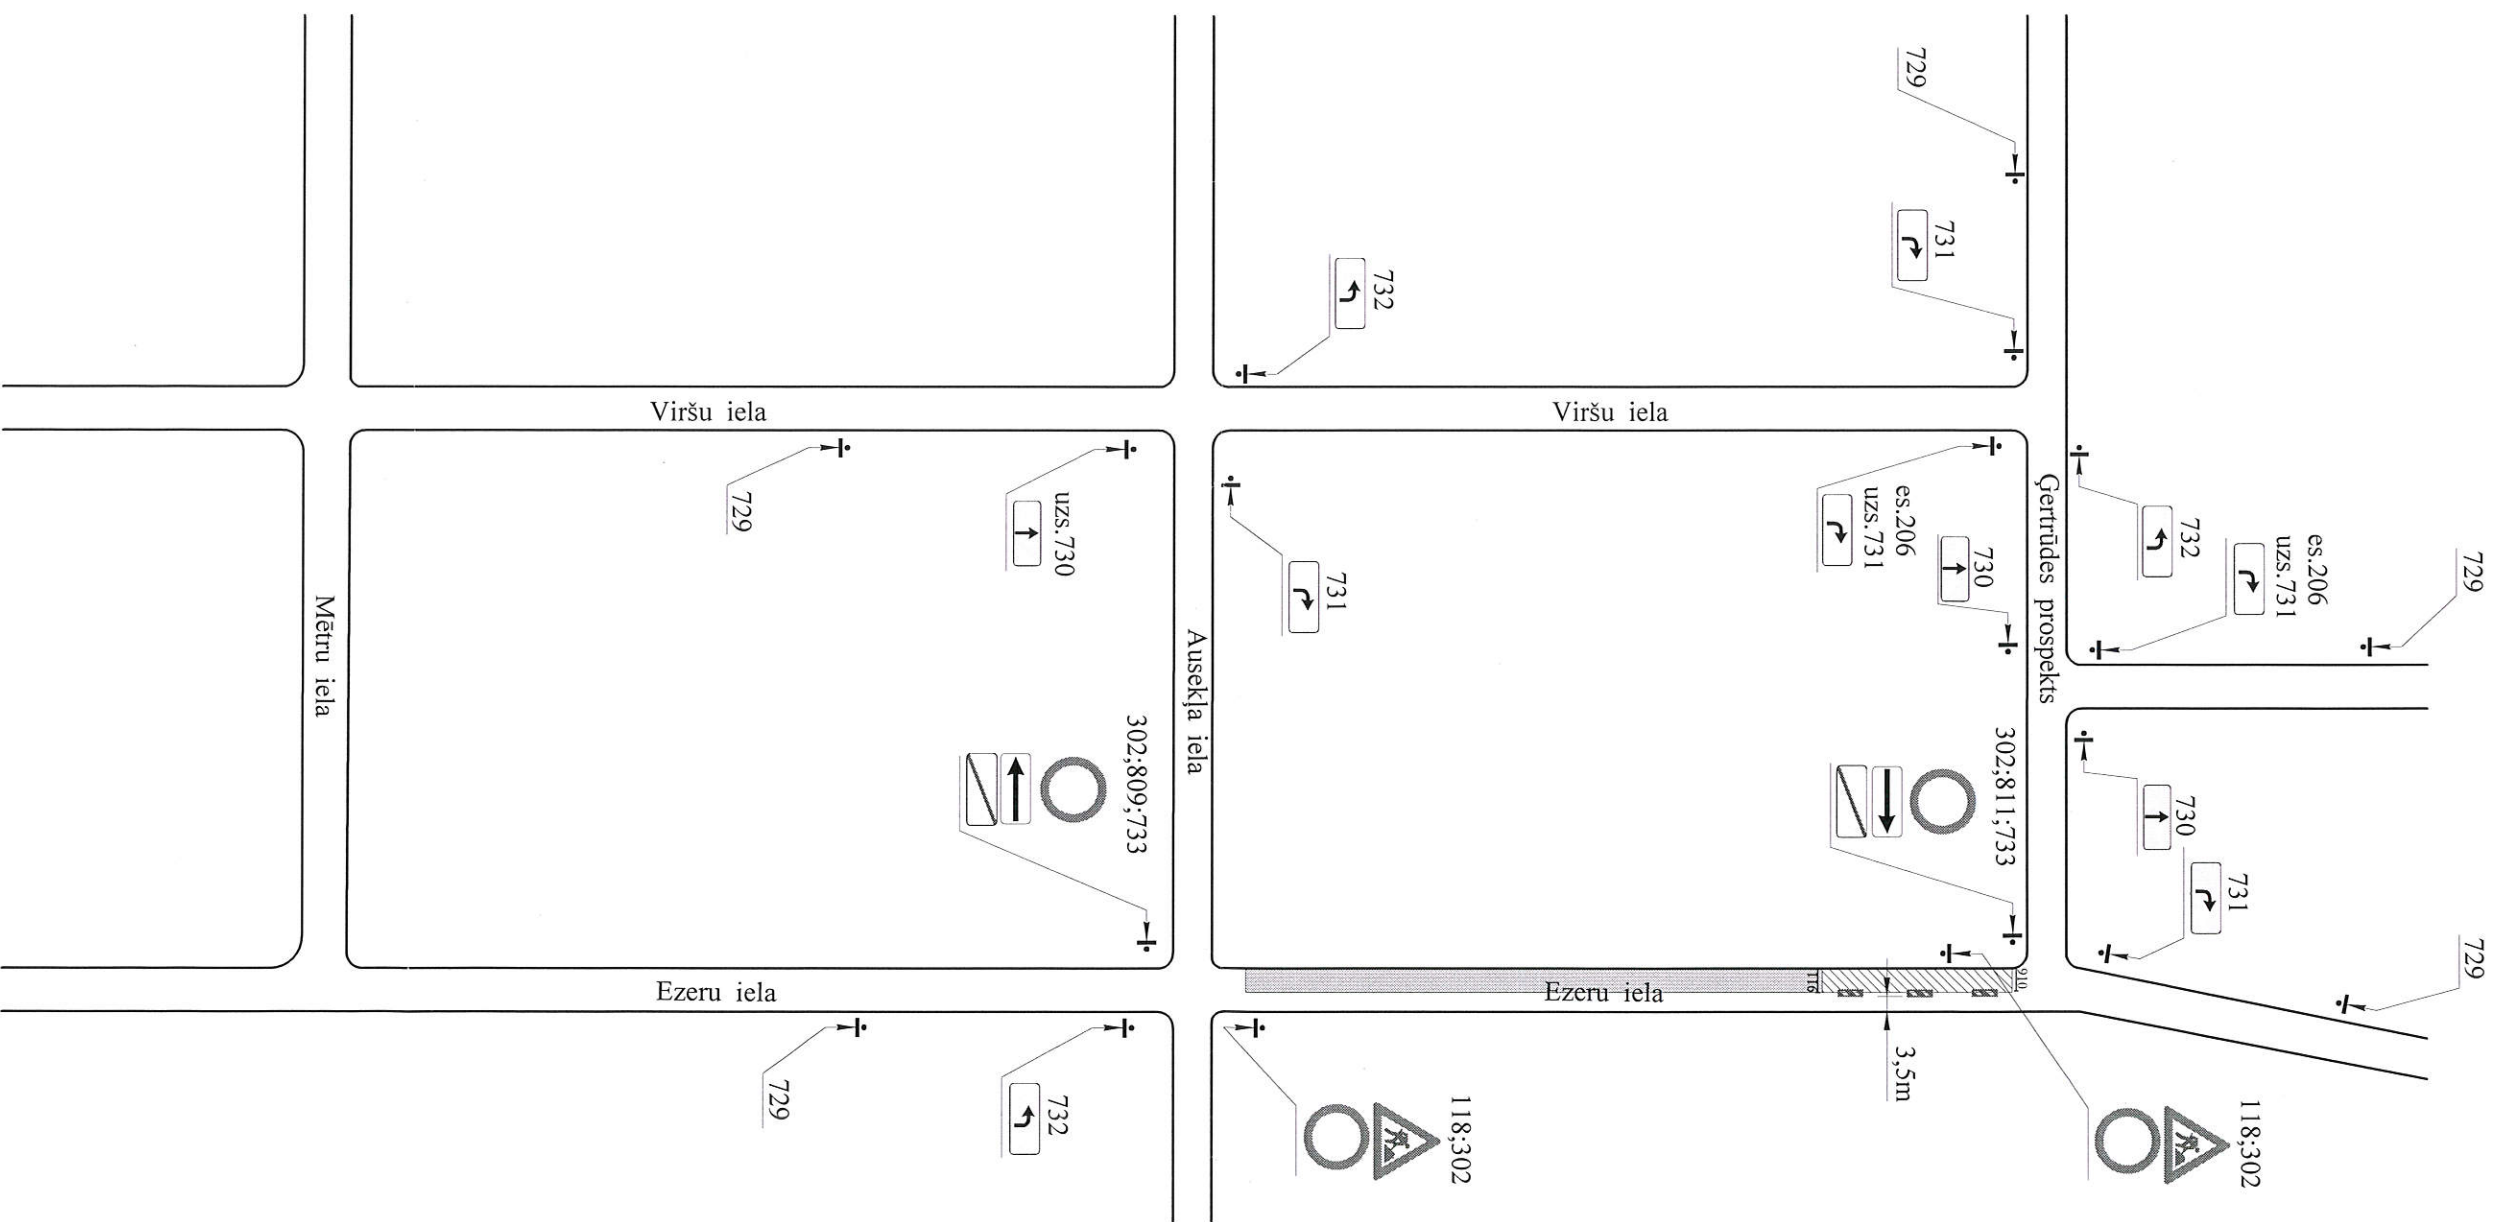 729
731
732
Viršu iela
Viršu iela
729
uzs.730
731
es.206
uzs.731
730
Ģertrūdes prospekts
732
es.206
uzs.731
729
Mētru iela
Ausekļa iela
302;809;733
302;811;733
730
731
729
Ezeru iela
Ezeru iela
911
910
3,5m
729
732
118;302
118;302